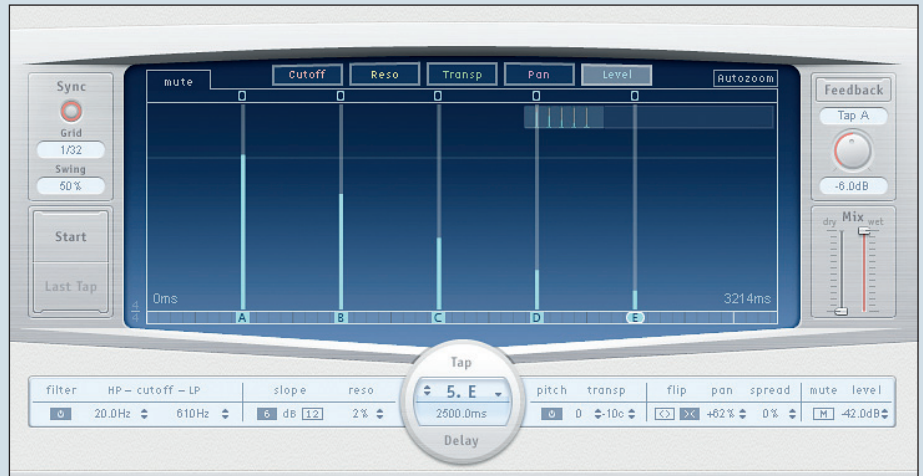 Sync
Grid
1/32
Swing
50%
Start
Last Tap
mute
Cutoff Reso Transp Pan Level
Autozoom
0ms 3214ms
4
4
A B C D E
Feedback
Tap A
-6.0dB
Mix
dry wet
filter HP – cutoff – LP slope reso
20.0Hz 610Hz 6 dB 12 2%
Tap
5. E
2500.0ms
Delay
pitch transp flip pan spread mute level
0 -10c <> >< +62% 0% M -42.0dB